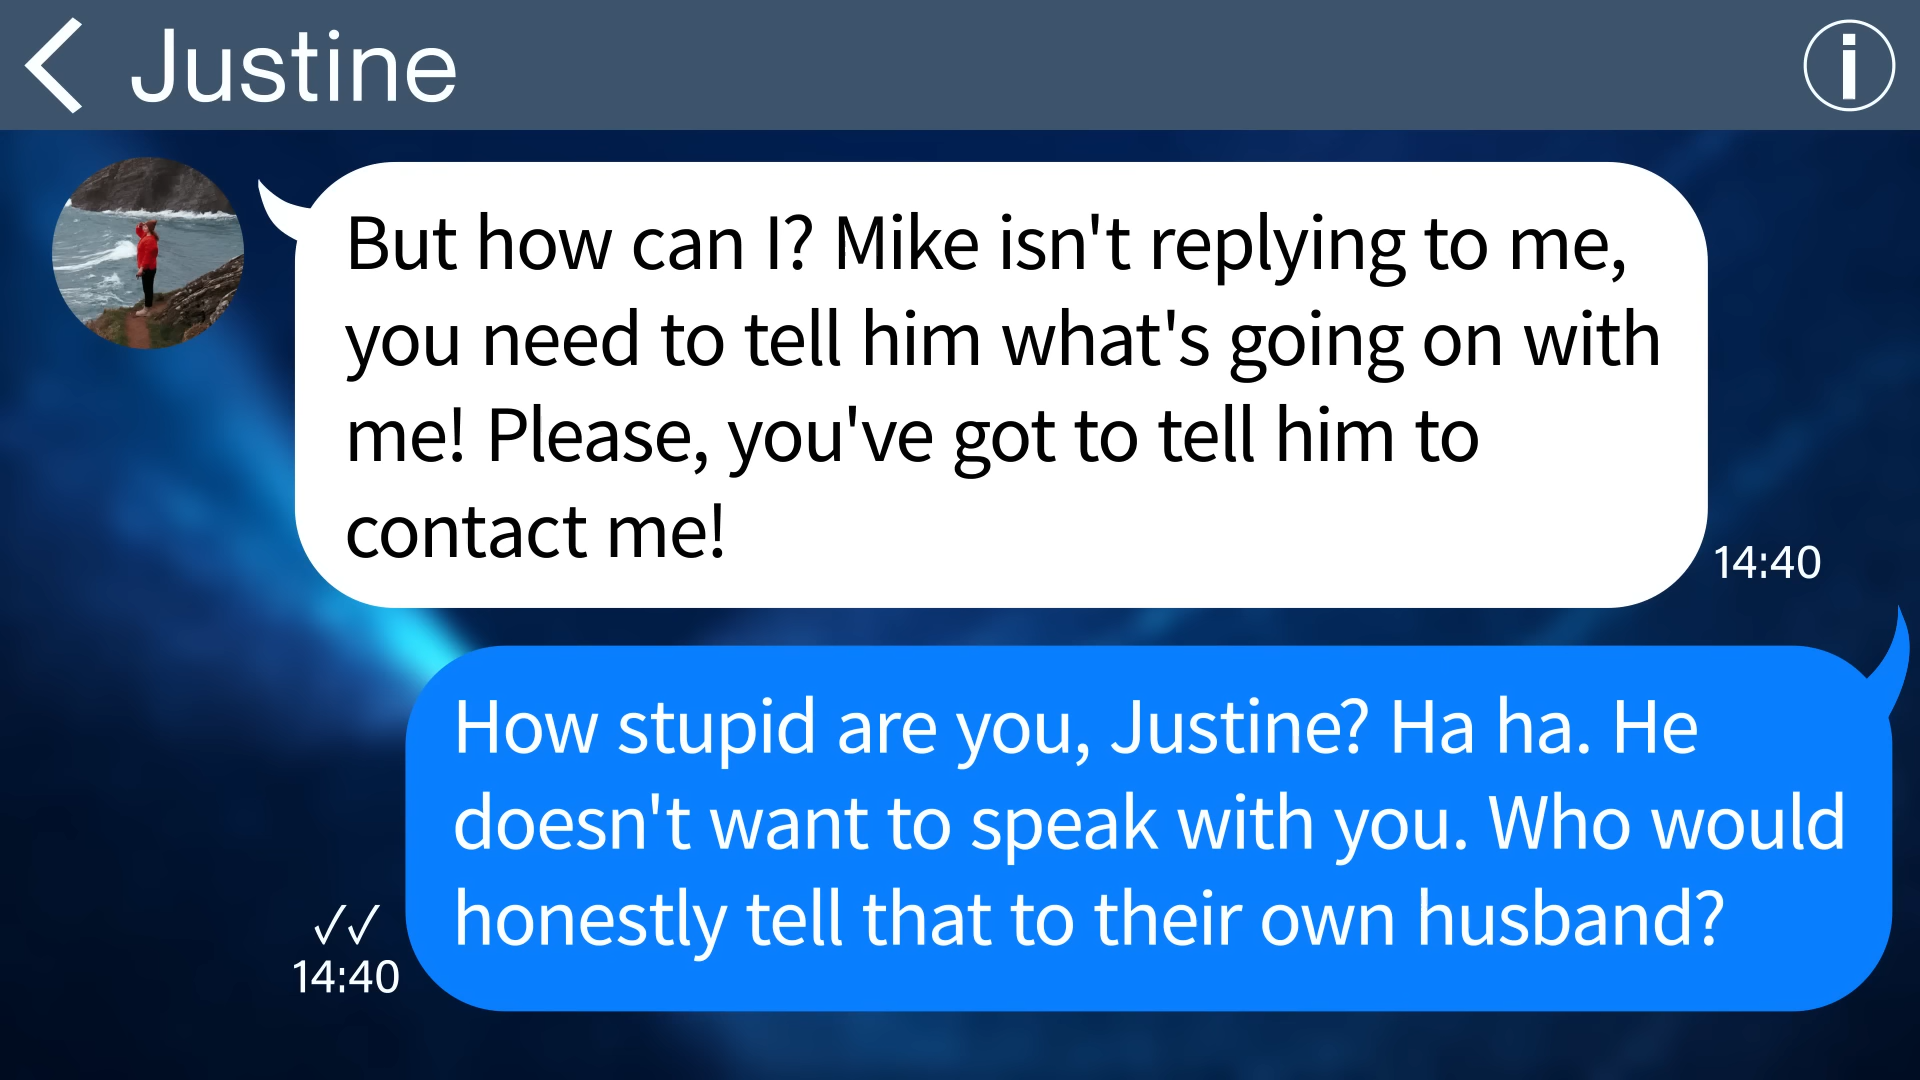 Justine
But how can I? Mike isn't replying to me,
you need to tell him what's going on with
me! Please, you've got to tell him to
contact me!
14:40
How stupid are you, Justine? Ha ha. He
doesn't want to speak with you. Who would
honestly tell that to their own husband?
14:40